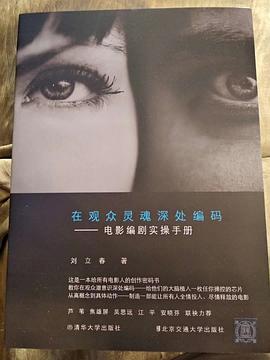 在观众灵魂深处编码
——电影编剧实操手册
刘立春 著
这是一本给所有电影人的创作密码书
教你在观众潜意识深处编码——给他们的大脑植入一枚任你操控的芯片
从高概念到具体动作——制造一部能让所有人全情投入、尽情释放的电影
芦苇 焦雄屏 吴思远 江平 安晓芬 联袂推荐
清华大学出版社 北京交通大学出版社